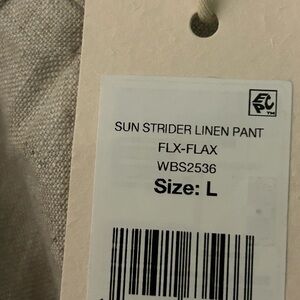 SUN STRIDER LINEN PANT
FLX-FLAX
WBS2536
Size: L